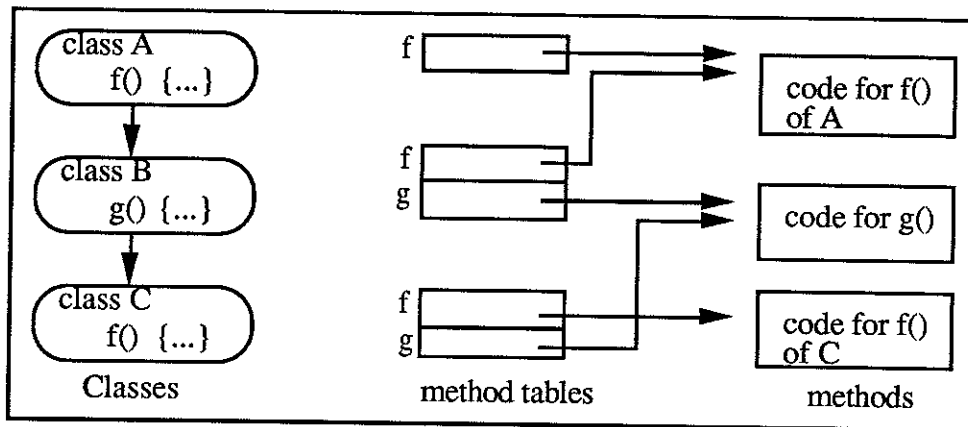 class A
f() {...}
class B
g() {...}
class C
f() {...}
Classes
f
f
g
f
g
method tables
code for f()
of A
code for g()
code for f()
of C
methods